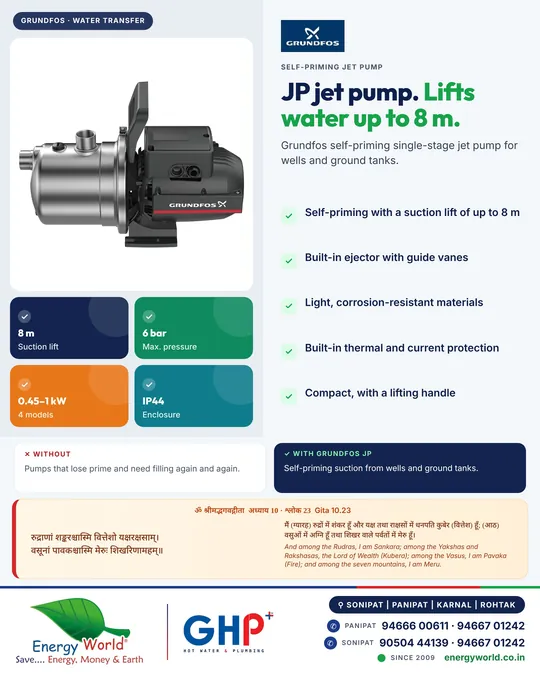 GRUNDFOS · WATER TRANSFER
GRUNDFOS
8 m
Suction lift
6 bar
Max. pressure
0.45–1 kW
4 models
IP44
Enclosure
GRUNDFOS
SELF-PRIMING JET PUMP
JP jet pump. Lifts
water up to 8 m.
Grundfos self-priming single-stage jet pump for
wells and ground tanks.
Self-priming with a suction lift of up to 8 m
Built-in ejector with guide vanes
Light, corrosion-resistant materials
Built-in thermal and current protection
Compact, with a lifting handle
✕ WITHOUT
Pumps that lose prime and need filling again and again.
✓ WITH GRUNDFOS JP
Self-priming suction from wells and ground tanks.
ॐ श्रीमद्भगवद्गीता अध्याय 10 · श्लोक 23 Gita 10.23
रुद्राणां शङ्करश्चास्मि वित्तेशो यक्षरक्षसाम्।
वसूनां पावकश्चास्मि मेरुः शिखरिणामहम्॥
मैं (ग्यारह) रुद्रों में शंकर हूँ और यक्ष तथा राक्षसों में धनपति कुबेर (वित्तेश) हूँ; (आठ)
वसुओं में अग्नि हूँ तथा शिखर वाले पर्वतों में मेरु हूँ।
And among the Rudras, I am Sankara; among the Yakshas and
Rakshasas, the Lord of Wealth (Kubera); among the Vasus, I am Pavaka
(Fire); and among the seven mountains, I am Meru.
Energy World
Save.... Energy, Money & Earth
GHP+
HOT WATER & PLUMBING
SONIPAT | PANIPAT | KARNAL | ROHTAK
PANIPAT 94666 00611 · 94667 01242
SONIPAT 90504 44139 · 94667 01242
SINCE 2009 energyworld.co.in